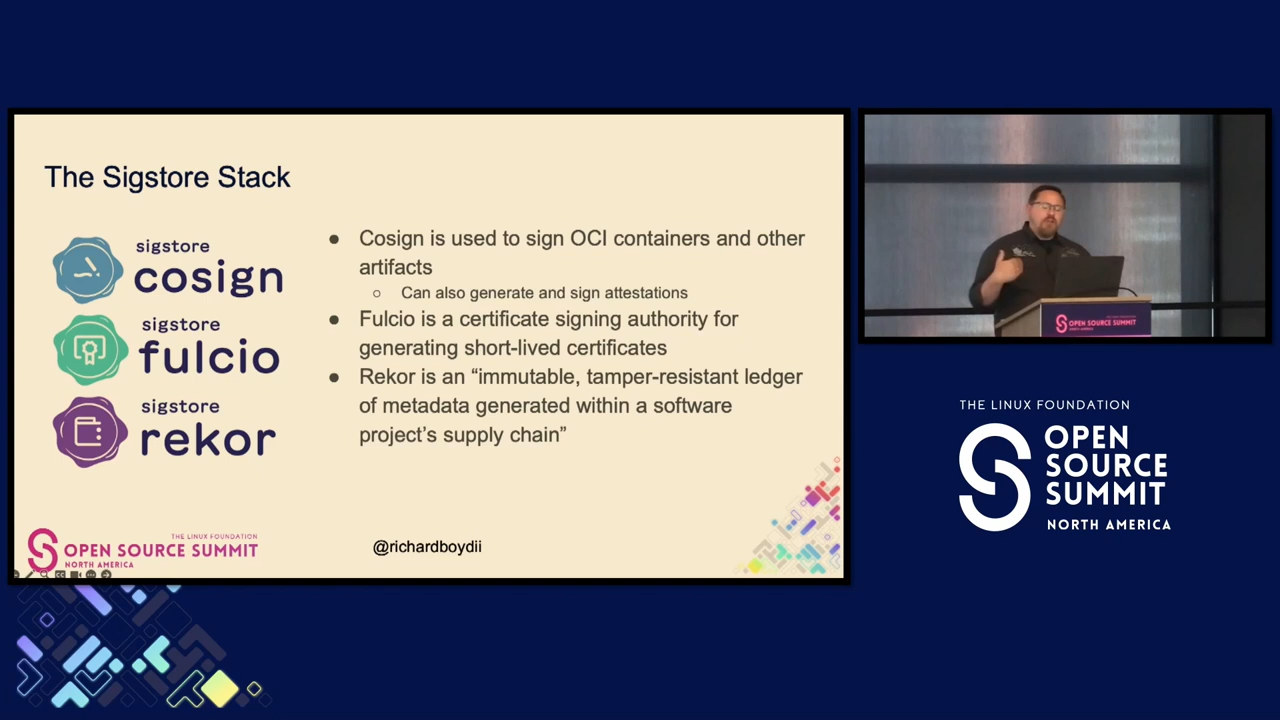 The Sigstore Stack
sigstore
cosign
sigstore
fulcio
sigstore
rekor
● Cosign is used to sign OCI containers and other
artifacts
○ Can also generate and sign attestations
● Fulcio is a certificate signing authority for
generating short-lived certificates
● Rekor is an “immutable, tamper-resistant ledger
of metadata generated within a software
project’s supply chain”
THE LINUX FOUNDATION
OPEN SOURCE SUMMIT
NORTH AMERICA
@richardboydii
OPEN SOURCE SUMMIT
THE LINUX FOUNDATION
OPEN
SOURCE
SUMMIT
NORTH AMERICA